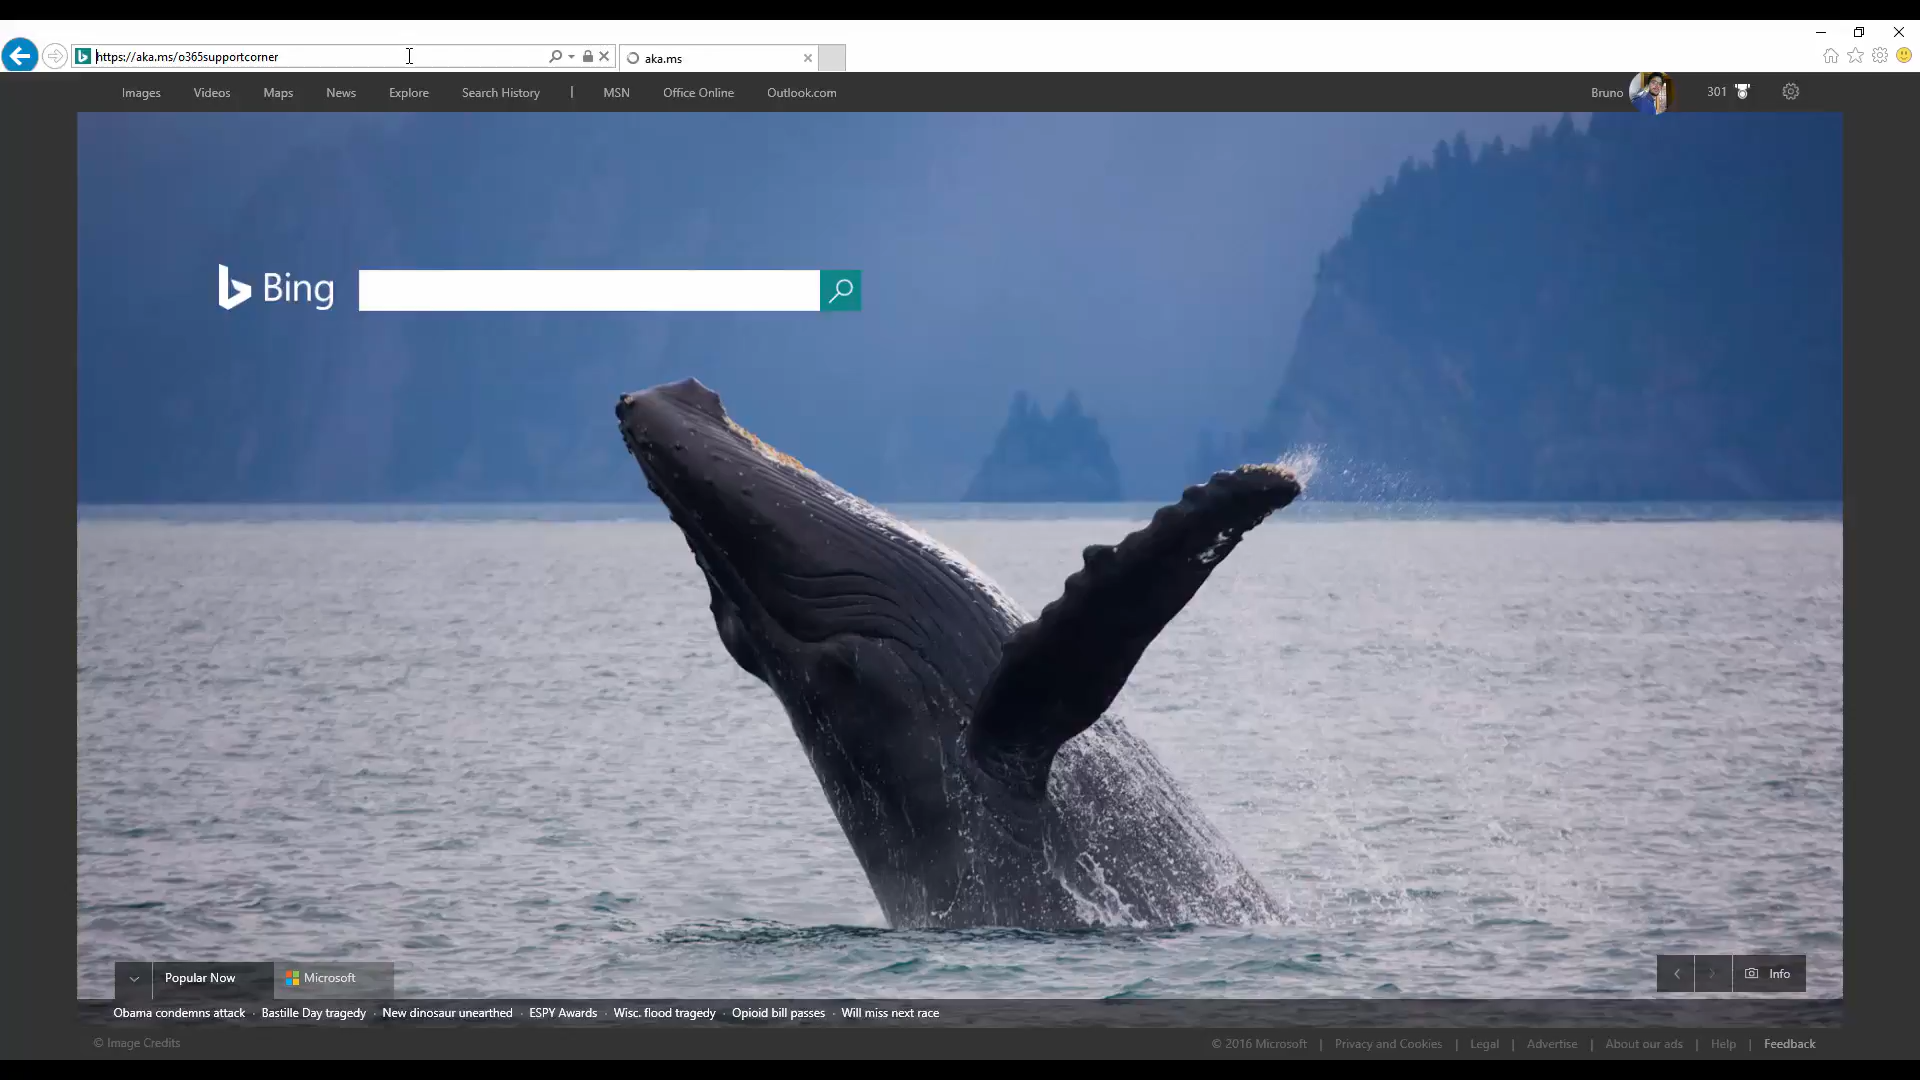 https://aka.ms/o365supportcorner
aka.ms
Images Videos Maps News Explore Search History | MSN Office Online Outlook.com
Bruno 301
Bing
Popular Now Microsoft
Info
Obama condemns attack · Bastille Day tragedy · New dinosaur unearthed · ESPY Awards · Wisc. flood tragedy · Opioid bill passes · Will miss next race
© Image Credits
© 2016 Microsoft | Privacy and Cookies | Legal | Advertise | About our ads | Help | Feedback